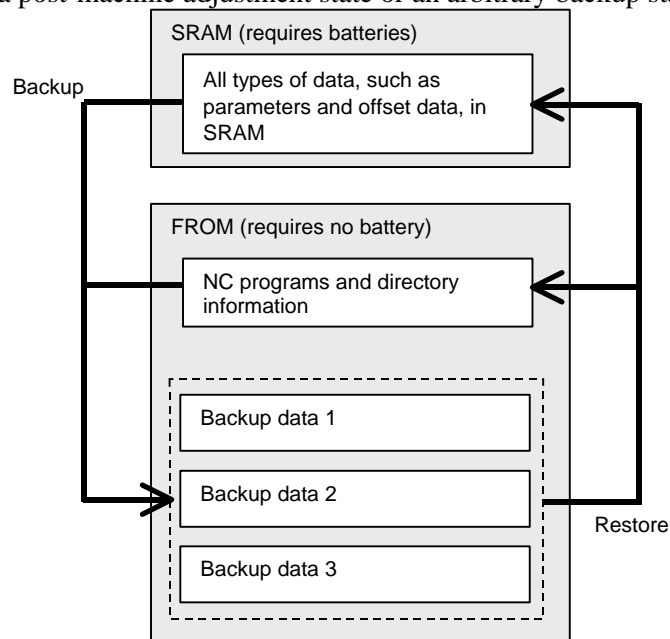 a post-machine adjustment state of an arbitrary backup
SRAM (requires batteries)
Backup
All types of data, such as
parameters and offset data, in
SRAM
FROM (requires no battery)
NC programs and directory
information
Backup data 1
Backup data 2
Backup data 3
Restore